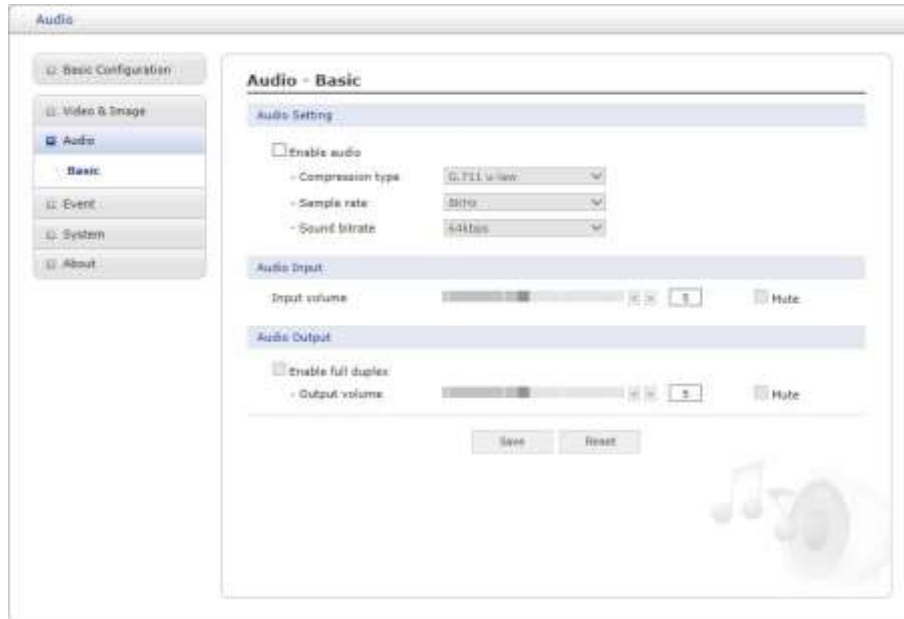 Audio
Basic Configuration
Video & Image
Audio
Basic
Event
System
About
Audio - Basic
Audio Setting
Enable audio
- Compression type G.711 u-law
- Sample rate 8kHz
- Sound bitrate 64kbps
Audio Input
Input volume 5 Mute
Audio Output
Enable full duplex
- Output volume 5 Mute
Save Reset